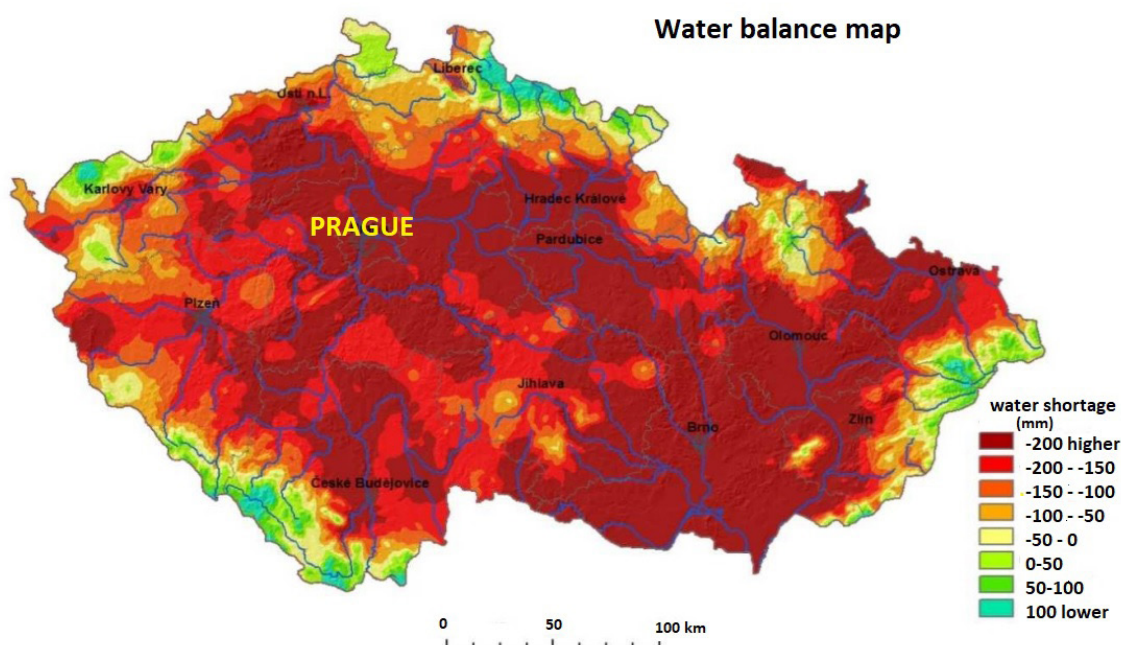 Water balance map
Liberec
Ústí n.L.
Karlovy Vary
Hradec Králové
PRAGUE
Pardubice
Ostrava
Plzeň
Olomouc
Jihlava
Zlín
Brno
České Budějovice
water shortage
(mm)
-200 higher
-200 - -150
-150 - -100
-100 - -50
-50 - 0
0-50
50-100
100 lower
0 50 100 km